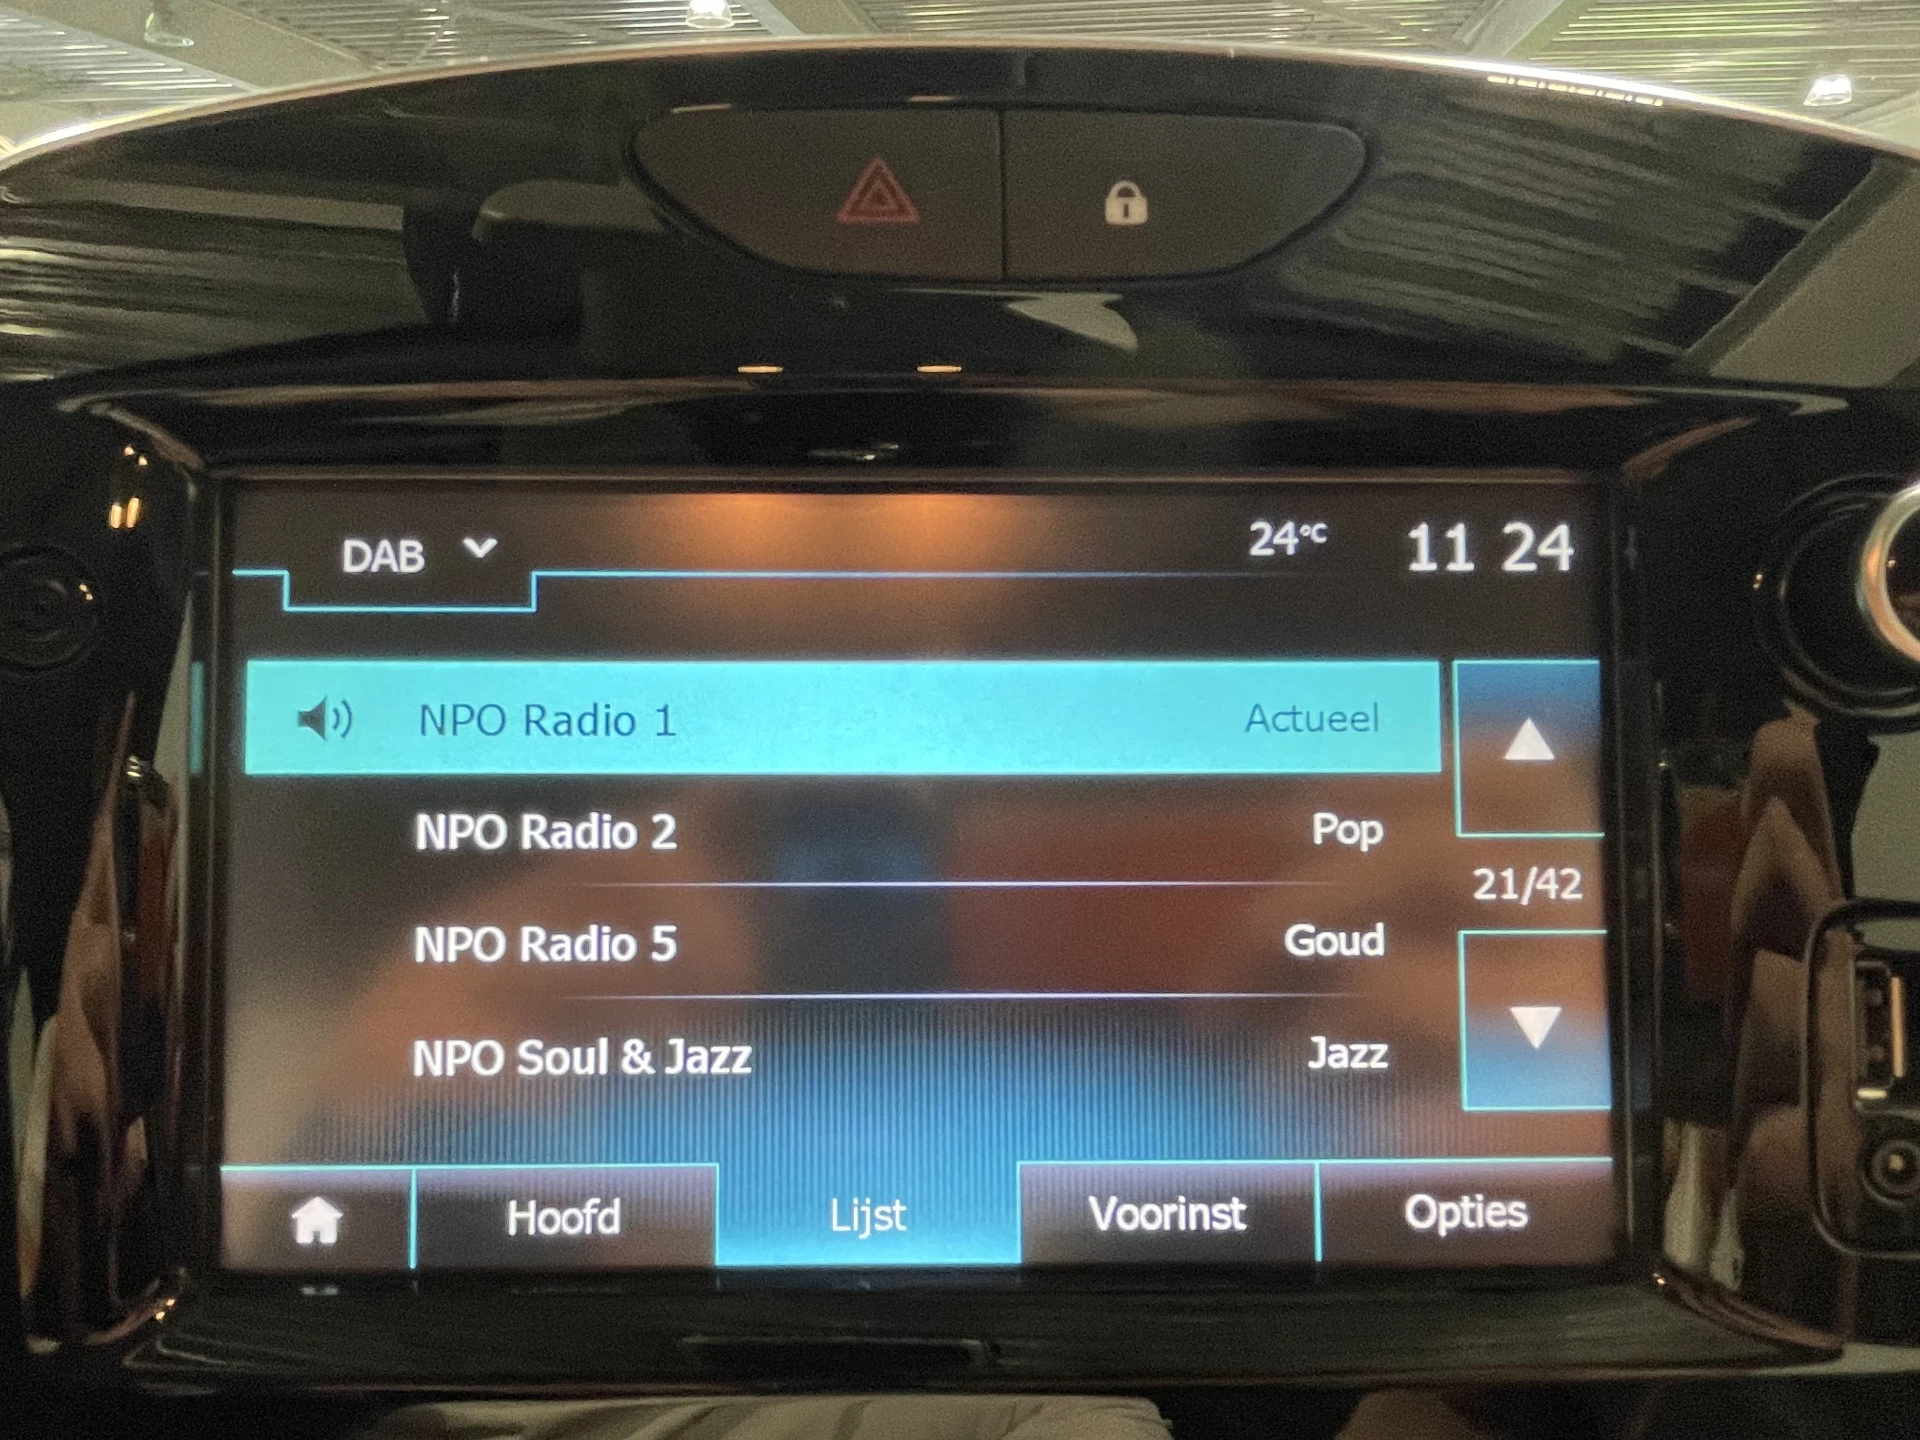 DAB 24°C 11 24
NPO Radio 1 Actueel
NPO Radio 2 Pop
21/42
NPO Radio 5 Goud
NPO Soul & Jazz Jazz
Hoofd Lijst Voorinst Opties